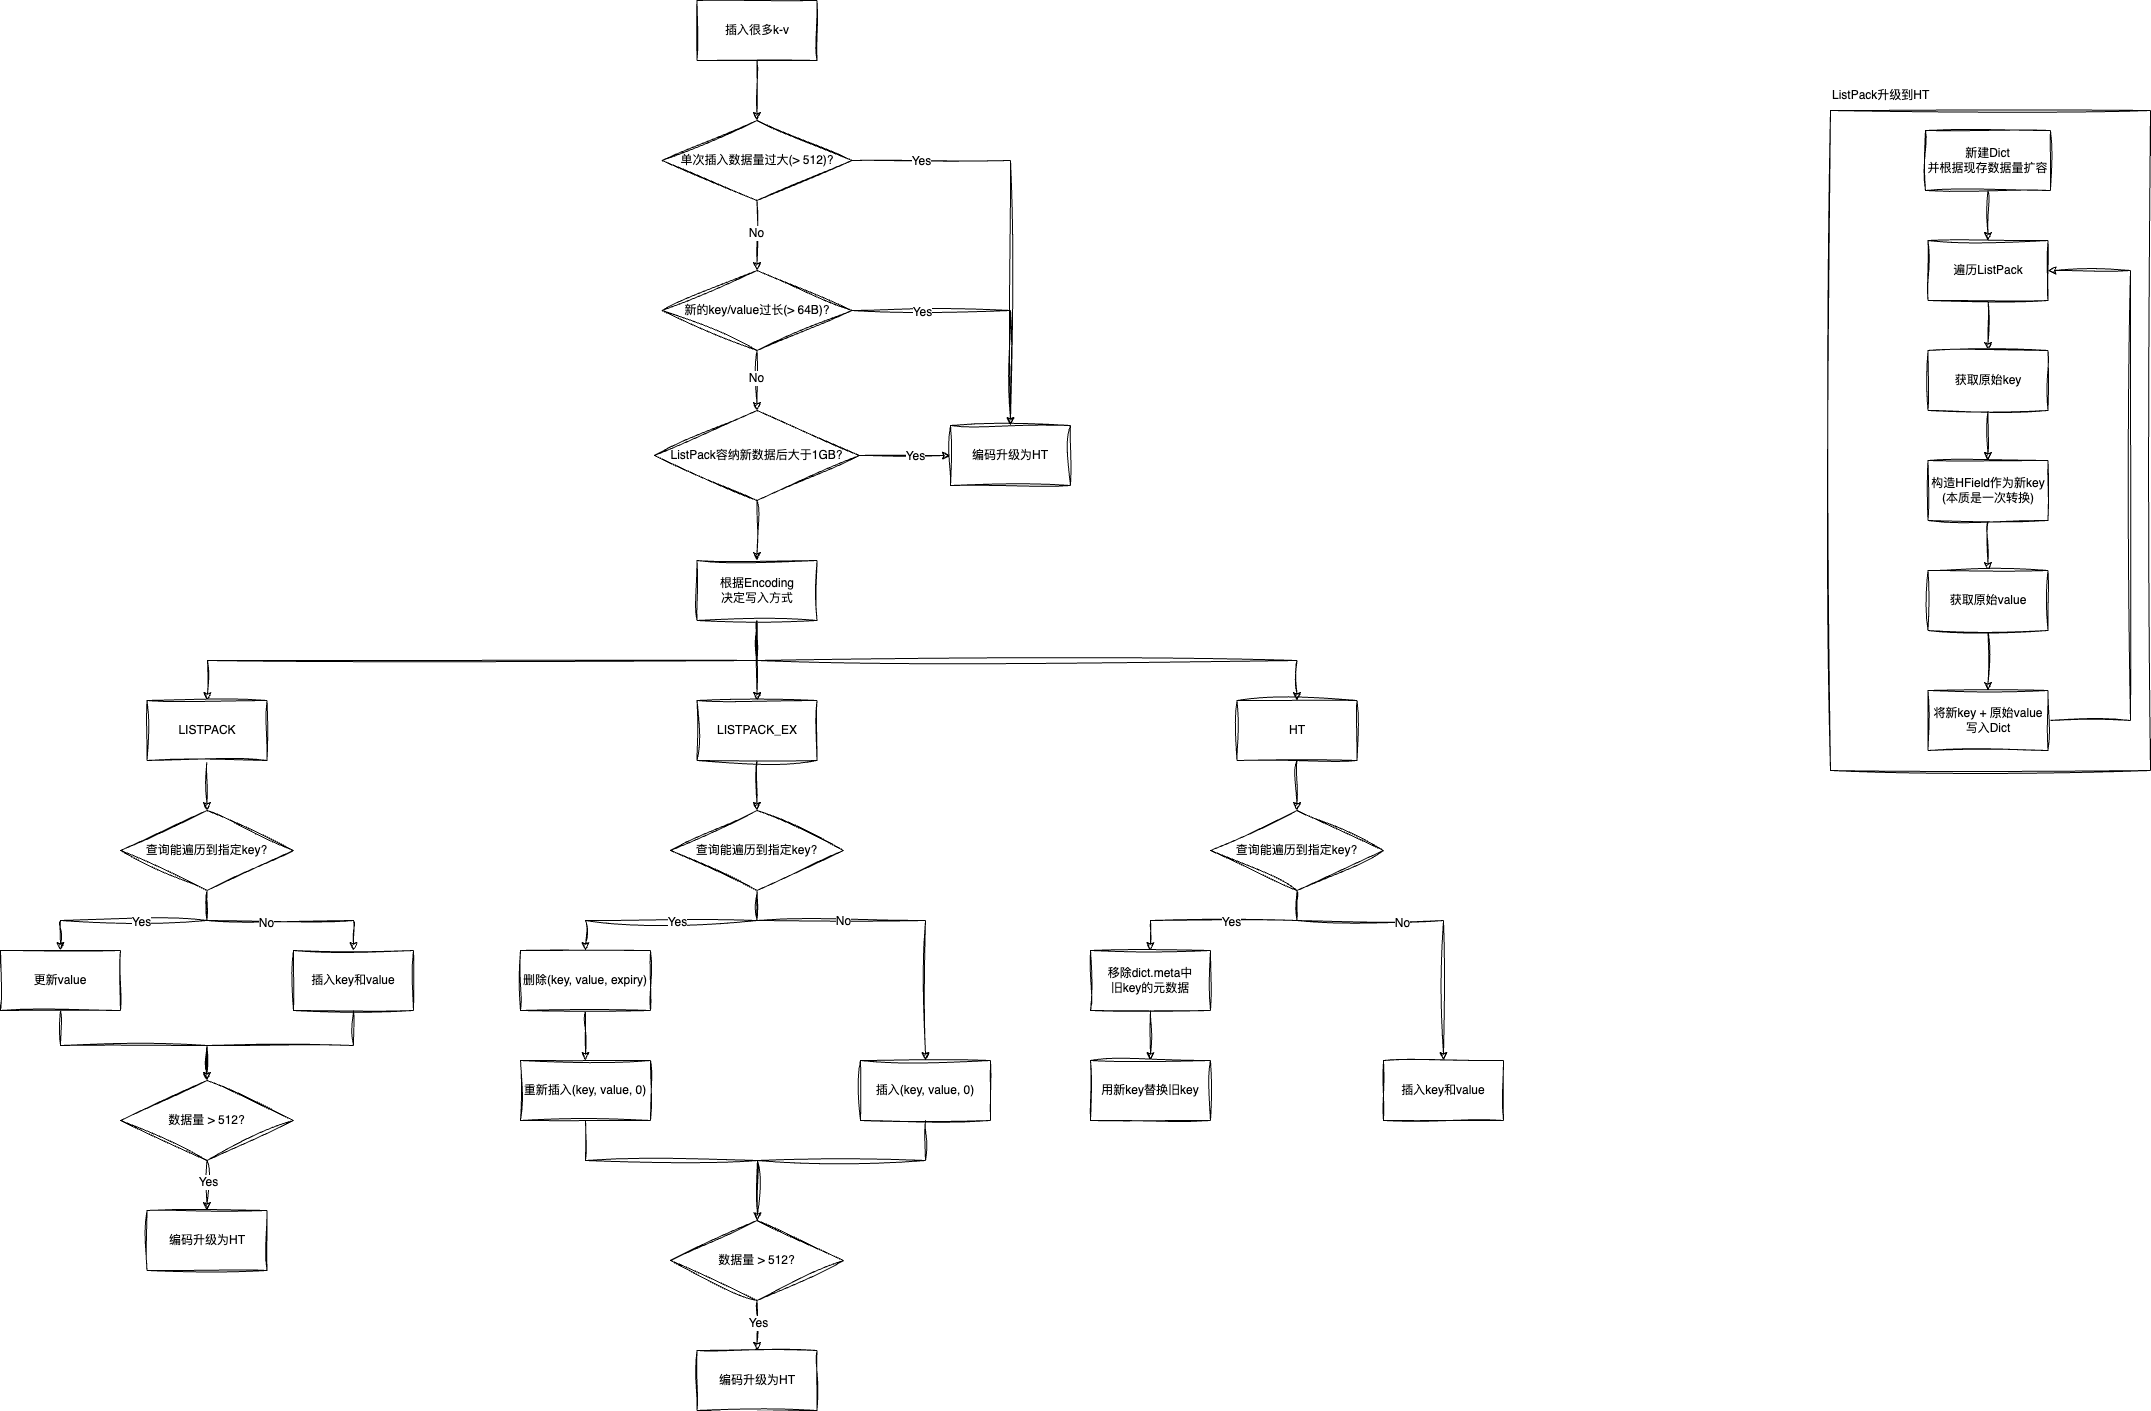 插入很多k-v
单次插入数据量过大(> 512)?
Yes
No
新的key/value过长(> 64B)?
Yes
No
ListPack容纳新数据后大于1GB?
Yes
编码升级为HT
根据Encoding
决定写入方式
LISTPACK
查询能遍历到指定key?
Yes
No
更新value
插入key和value
数据量 > 512?
Yes
编码升级为HT
LISTPACK_EX
查询能遍历到指定key?
Yes
No
删除(key, value, expiry)
重新插入(key, value, 0)
插入(key, value, 0)
数据量 > 512?
Yes
编码升级为HT
HT
查询能遍历到指定key?
Yes
No
移除dict.meta中
旧key的元数据
用新key替换旧key
插入key和value
ListPack升级到HT
新建Dict
并根据现存数据量扩容
遍历ListPack
获取原始key
构造HField作为新key
(本质是一次转换)
获取原始value
将新key + 原始value
写入Dict